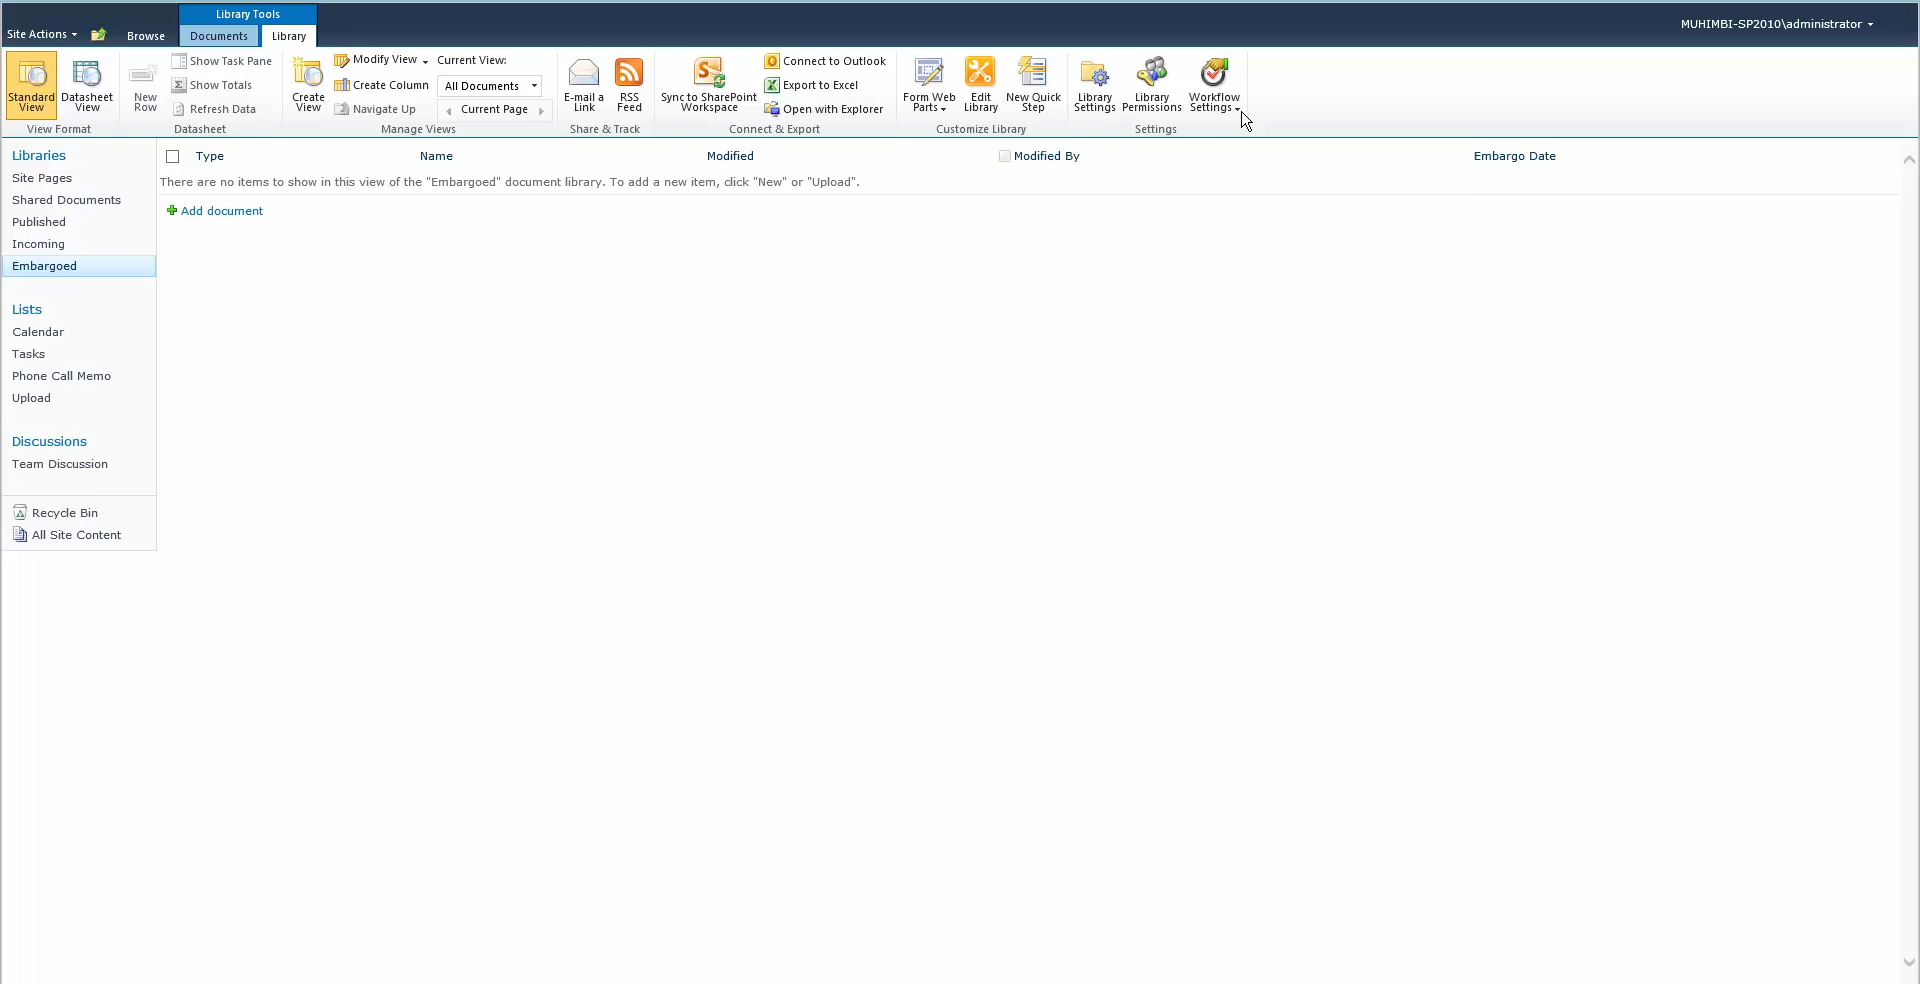 Library Tools
MUHIMBI-SP2010\administrator
Site Actions Browse Documents Library
Standard View
Datasheet View
View Format
New Row
Show Task Pane
Show Totals
Refresh Data
Datasheet
Create View
Modify View
Create Column
Navigate Up
Current View:
All Documents
Current Page
Manage Views
E-mail a Link
RSS Feed
Share & Track
Sync to SharePoint Workspace
Connect to Outlook
Export to Excel
Open with Explorer
Connect & Export
Form Web Parts
Edit Library
New Quick Step
Customize Library
Library Settings
Library Permissions
Workflow Settings
Settings
Libraries
Site Pages
Shared Documents
Published
Incoming
Embargoed
Lists
Calendar
Tasks
Phone Call Memo
Upload
Discussions
Team Discussion
Recycle Bin
All Site Content
Type Name Modified Modified By Embargo Date
There are no items to show in this view of the "Embargoed" document library. To add a new item, click "New" or "Upload".
Add document